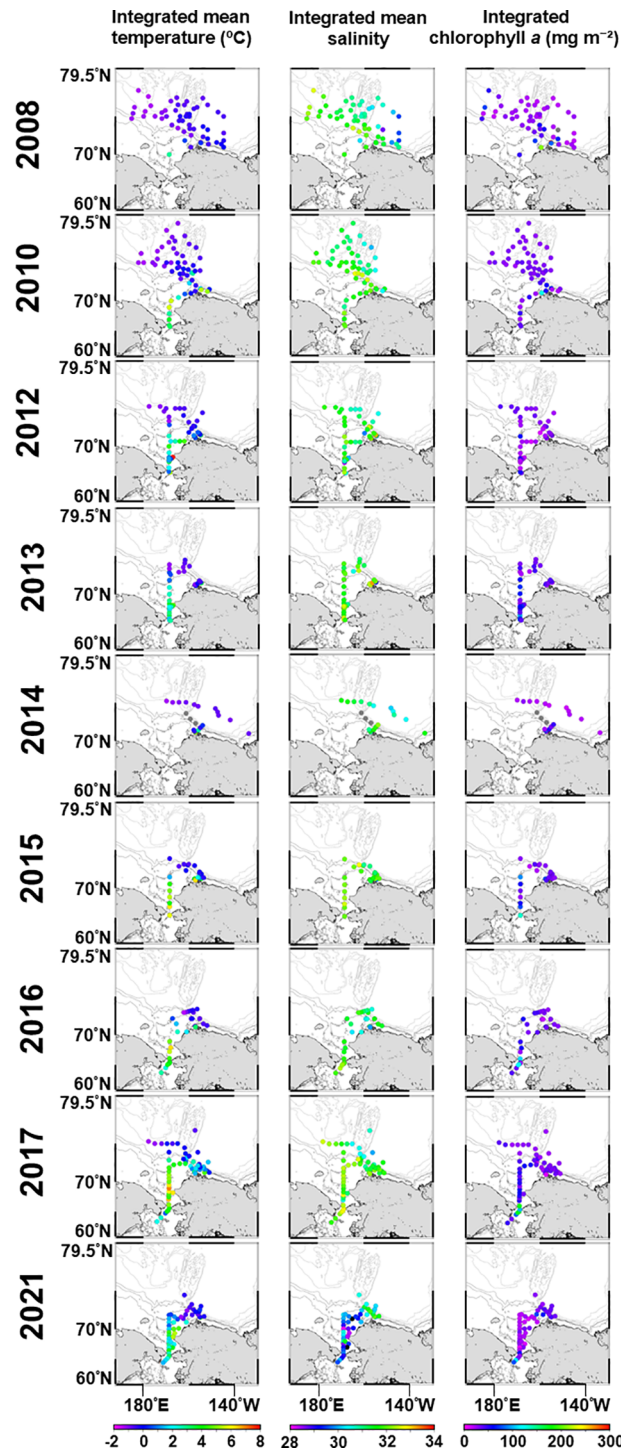 Integrated mean temperature (ºC)
Integrated mean salinity
Integrated chlorophyll a (mg m⁻²)
79.5°N
2008
70°N
60°N
2010
70°N
60°N
79.5°N
2012
70°N
60°N
79.5°N
2013
70°N
60°N
79.5°N
2014
70°N
60°N
79.5°N
2015
70°N
60°N
79.5°N
2016
70°N
60°N
79.5°N
2017
70°N
60°N
79.5°N
2021
70°N
60°N
180°W 140°W
180°W 140°W
180°W 140°W
-2 0 2 4 6 8
28 30 32 34
0 100 200 300